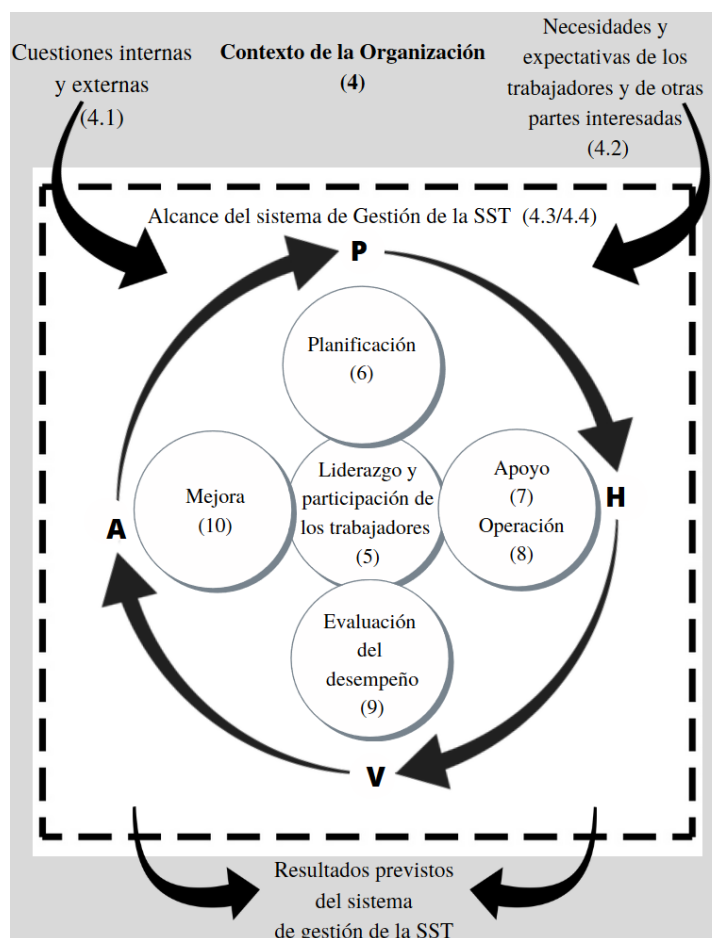 Cuestiones internas
y externas
(4.1)
Contexto de la Organización
(4)
Necesidades y
expectativas de los
trabajadores y de otras
partes interesadas
(4.2)
Alcance del sistema de Gestión de la SST (4.3/4.4)
P
Planificación
(6)
Mejora
(10)
A
Liderazgo y
participación de
los trabajadores
(5)
Apoyo
(7)
Operación
(8)
H
Evaluación
del
desempeño
(9)
V
Resultados previstos
del sistema
de gestión de la SST